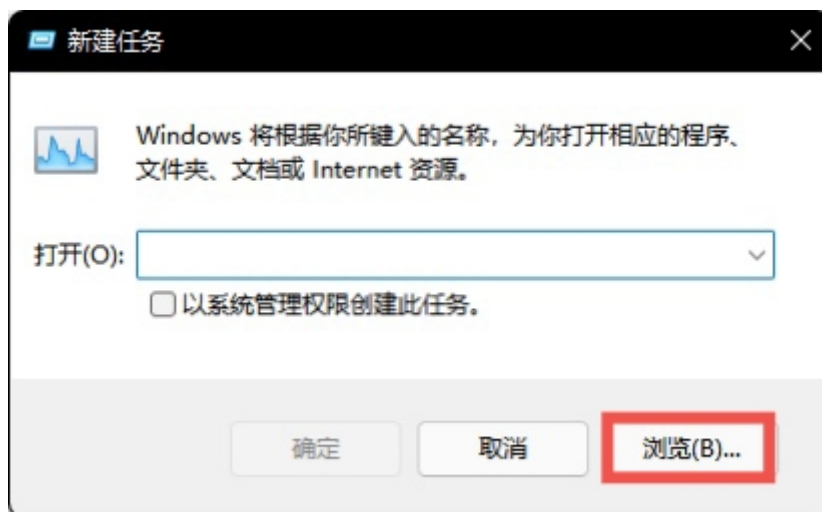 新建任务
Windows 将根据你所键入的名称，为你打开相应的程序、
文件夹、文档或 Internet 资源。
打开(O):
以系统管理权限创建此任务。
确定 取消 浏览(B)...